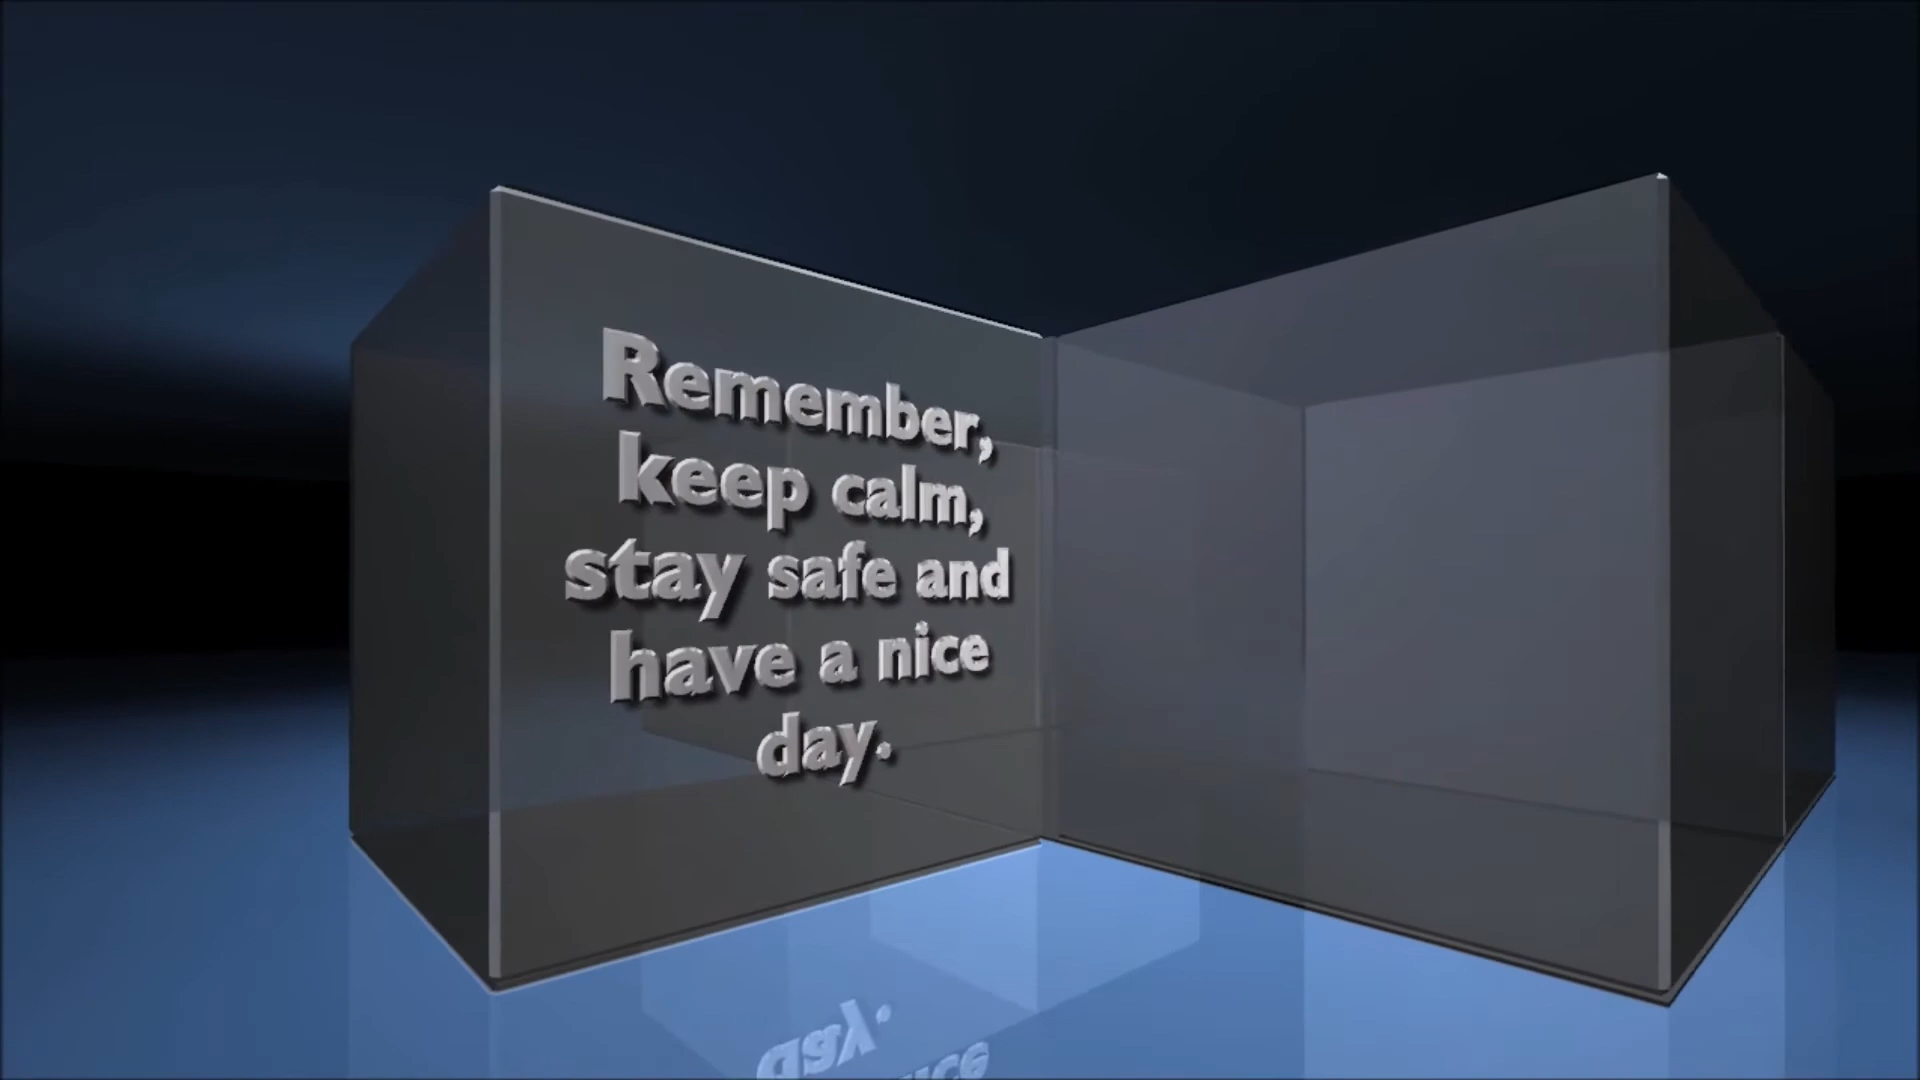 Remember,
keep calm,
stay safe and
have a nice
day.